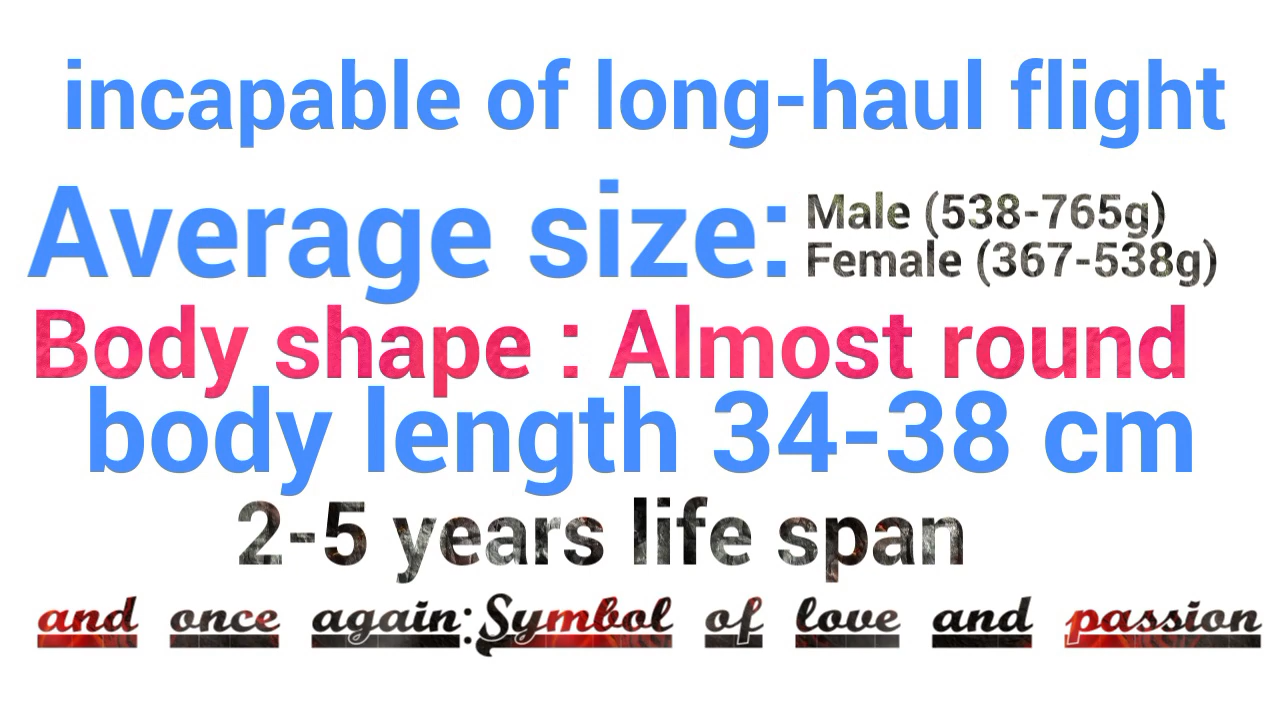 incapable of long-haul flight
Average size: Male (538-765g)
Female (367-538g)
Body shape : Almost round
body length 34-38 cm
2-5 years life span
and once again:Symbol of love and passion